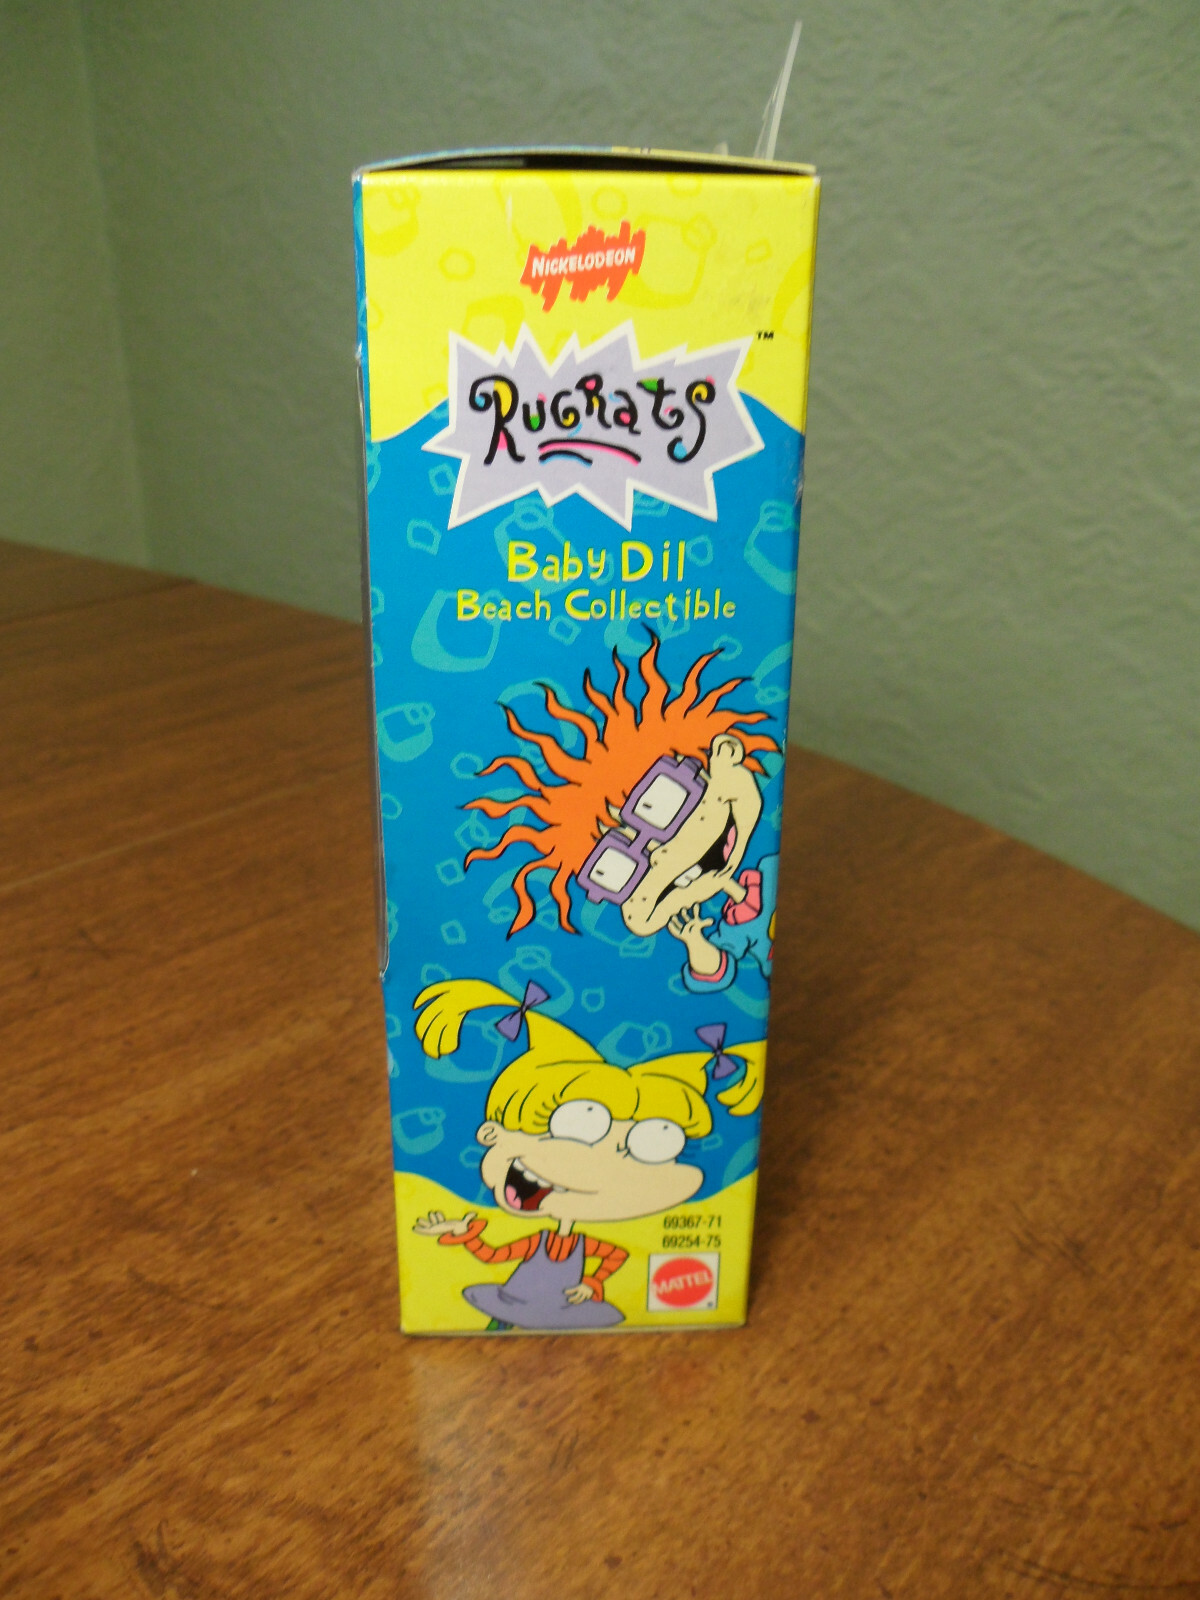 NICKELODEON
RUGRATS
TM
Baby Dil
Beach Collectible
69367-71
69254-75
MATTEL